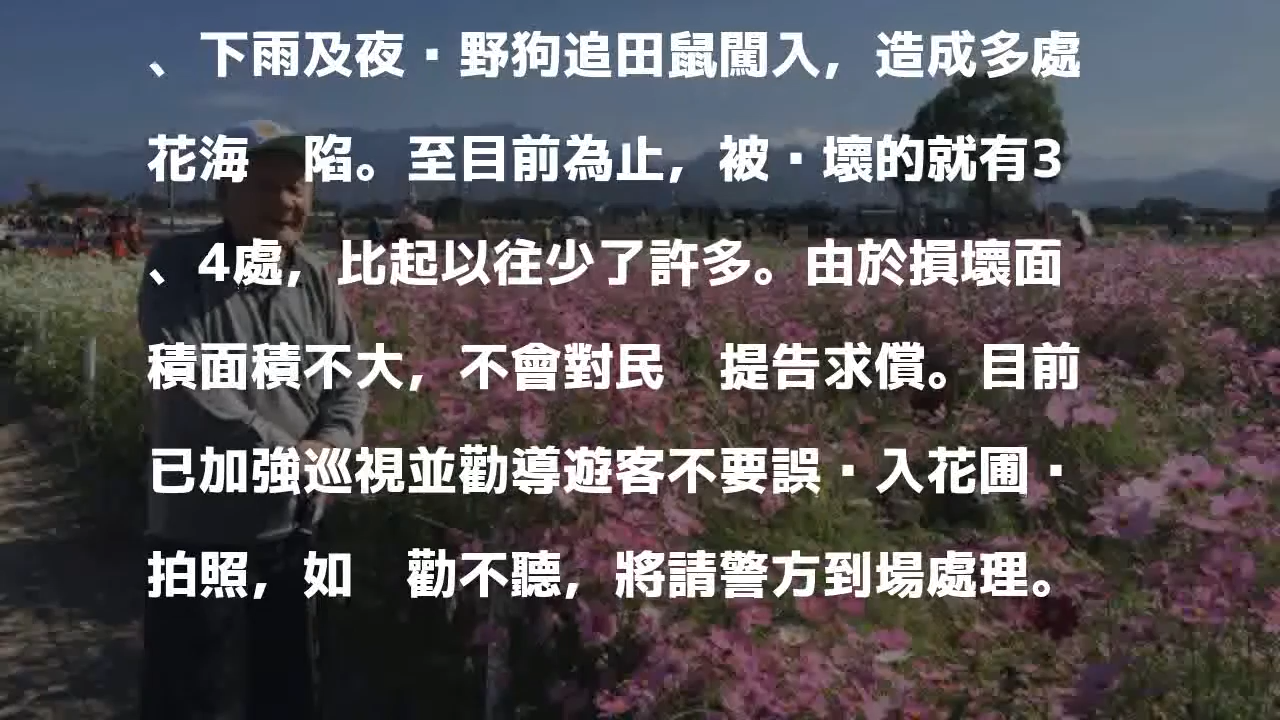 、下雨及夜·野狗追田鼠闖入，造成多處
花海　陷。至目前為止，被·壞的就有3
、4處，比起以往少了許多。由於損壞面
積面積不大，不會對民　提告求償。目前
已加強巡視並勸導遊客不要誤·入花圃·
拍照，如　勸不聽，將請警方到場處理。